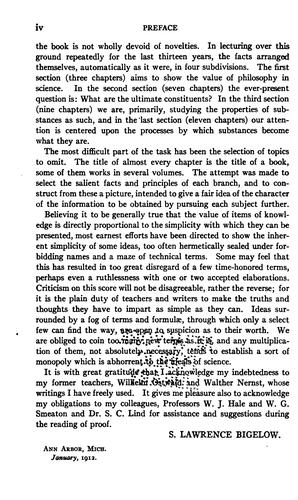 iv PREFACE
the book is not wholly devoid of novelties. In lecturing over this
ground repeatedly for the last thirteen years, the facts arranged
themselves, automatically as it were, in four subdivisions. The first
section (three chapters) aims to show the value of philosophy in
science. In the second section (seven chapters) the ever-present
question is: What are the ultimate constituents? In the third section
(nine chapters) we are, primarily, studying the properties of sub-
stances as such, and in the last section (eleven chapters) our atten-
tion is centered upon the processes by which substances become
what they are.
The most difficult part of the task has been the selection of topics
to omit. The title of almost every chapter is the title of a book,
some of them works in several volumes. The attempt was made to
select the salient facts and principles of each branch, and to con-
struct from these a picture, intended to give a fair idea of the character
of the information to be obtained by pursuing each subject further.
Believing it to be generally true that the value of items of knowl-
edge is directly proportional to the simplicity with which they can be
presented, most earnest efforts have been directed to show the inher-
ent simplicity of some ideas, too often hermetically sealed under for-
bidding names and a maze of technical terms. Some may feel that
this has resulted in too great disregard of a few time-honored terms,
perhaps even a ruthlessness with one or two accepted elaborations.
Criticism on this score will not be disagreeable, rather the reverse; for
it is the plain duty of teachers and writers to make the truths and
thoughts they have to impart as simple as they can. Ideas sur-
rounded by a fog of terms and formulæ, through which only a select
few can find the way, are open to suspicion as to their worth. We
are obliged to coin too many new terms as it is, and any multiplica-
tion of them, not absolutely necessary, tends to establish a sort of
monopoly which is abhorrent to the ideals of science.
It is with great gratitude that I acknowledge my indebtedness to
my former teachers, Wilhelm Ostwald and Walther Nernst, whose
writings I have freely used. It gives me pleasure also to acknowledge
my obligations to my colleagues, Professors W. J. Hale and W. G.
Smeaton and Dr. S. C. Lind for assistance and suggestions during
the reading of proof.
S. LAWRENCE BIGELOW.
ANN ARBOR, MICH.
January, 1912.